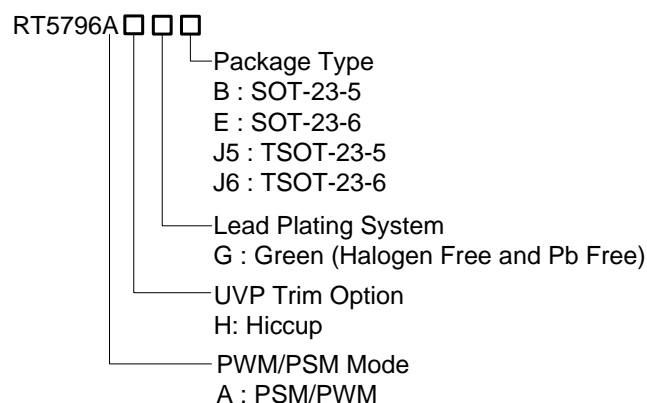 RT5796A
Package Type
B : SOT-23-5
E : SOT-23-6
J5 : TSOT-23-5
J6 : TSOT-23-6
Lead Plating System
G : Green (Halogen Free and Pb Free)
UVP Trim Option
H: Hiccup
PWM/PSM Mode
A : PSM/PWM